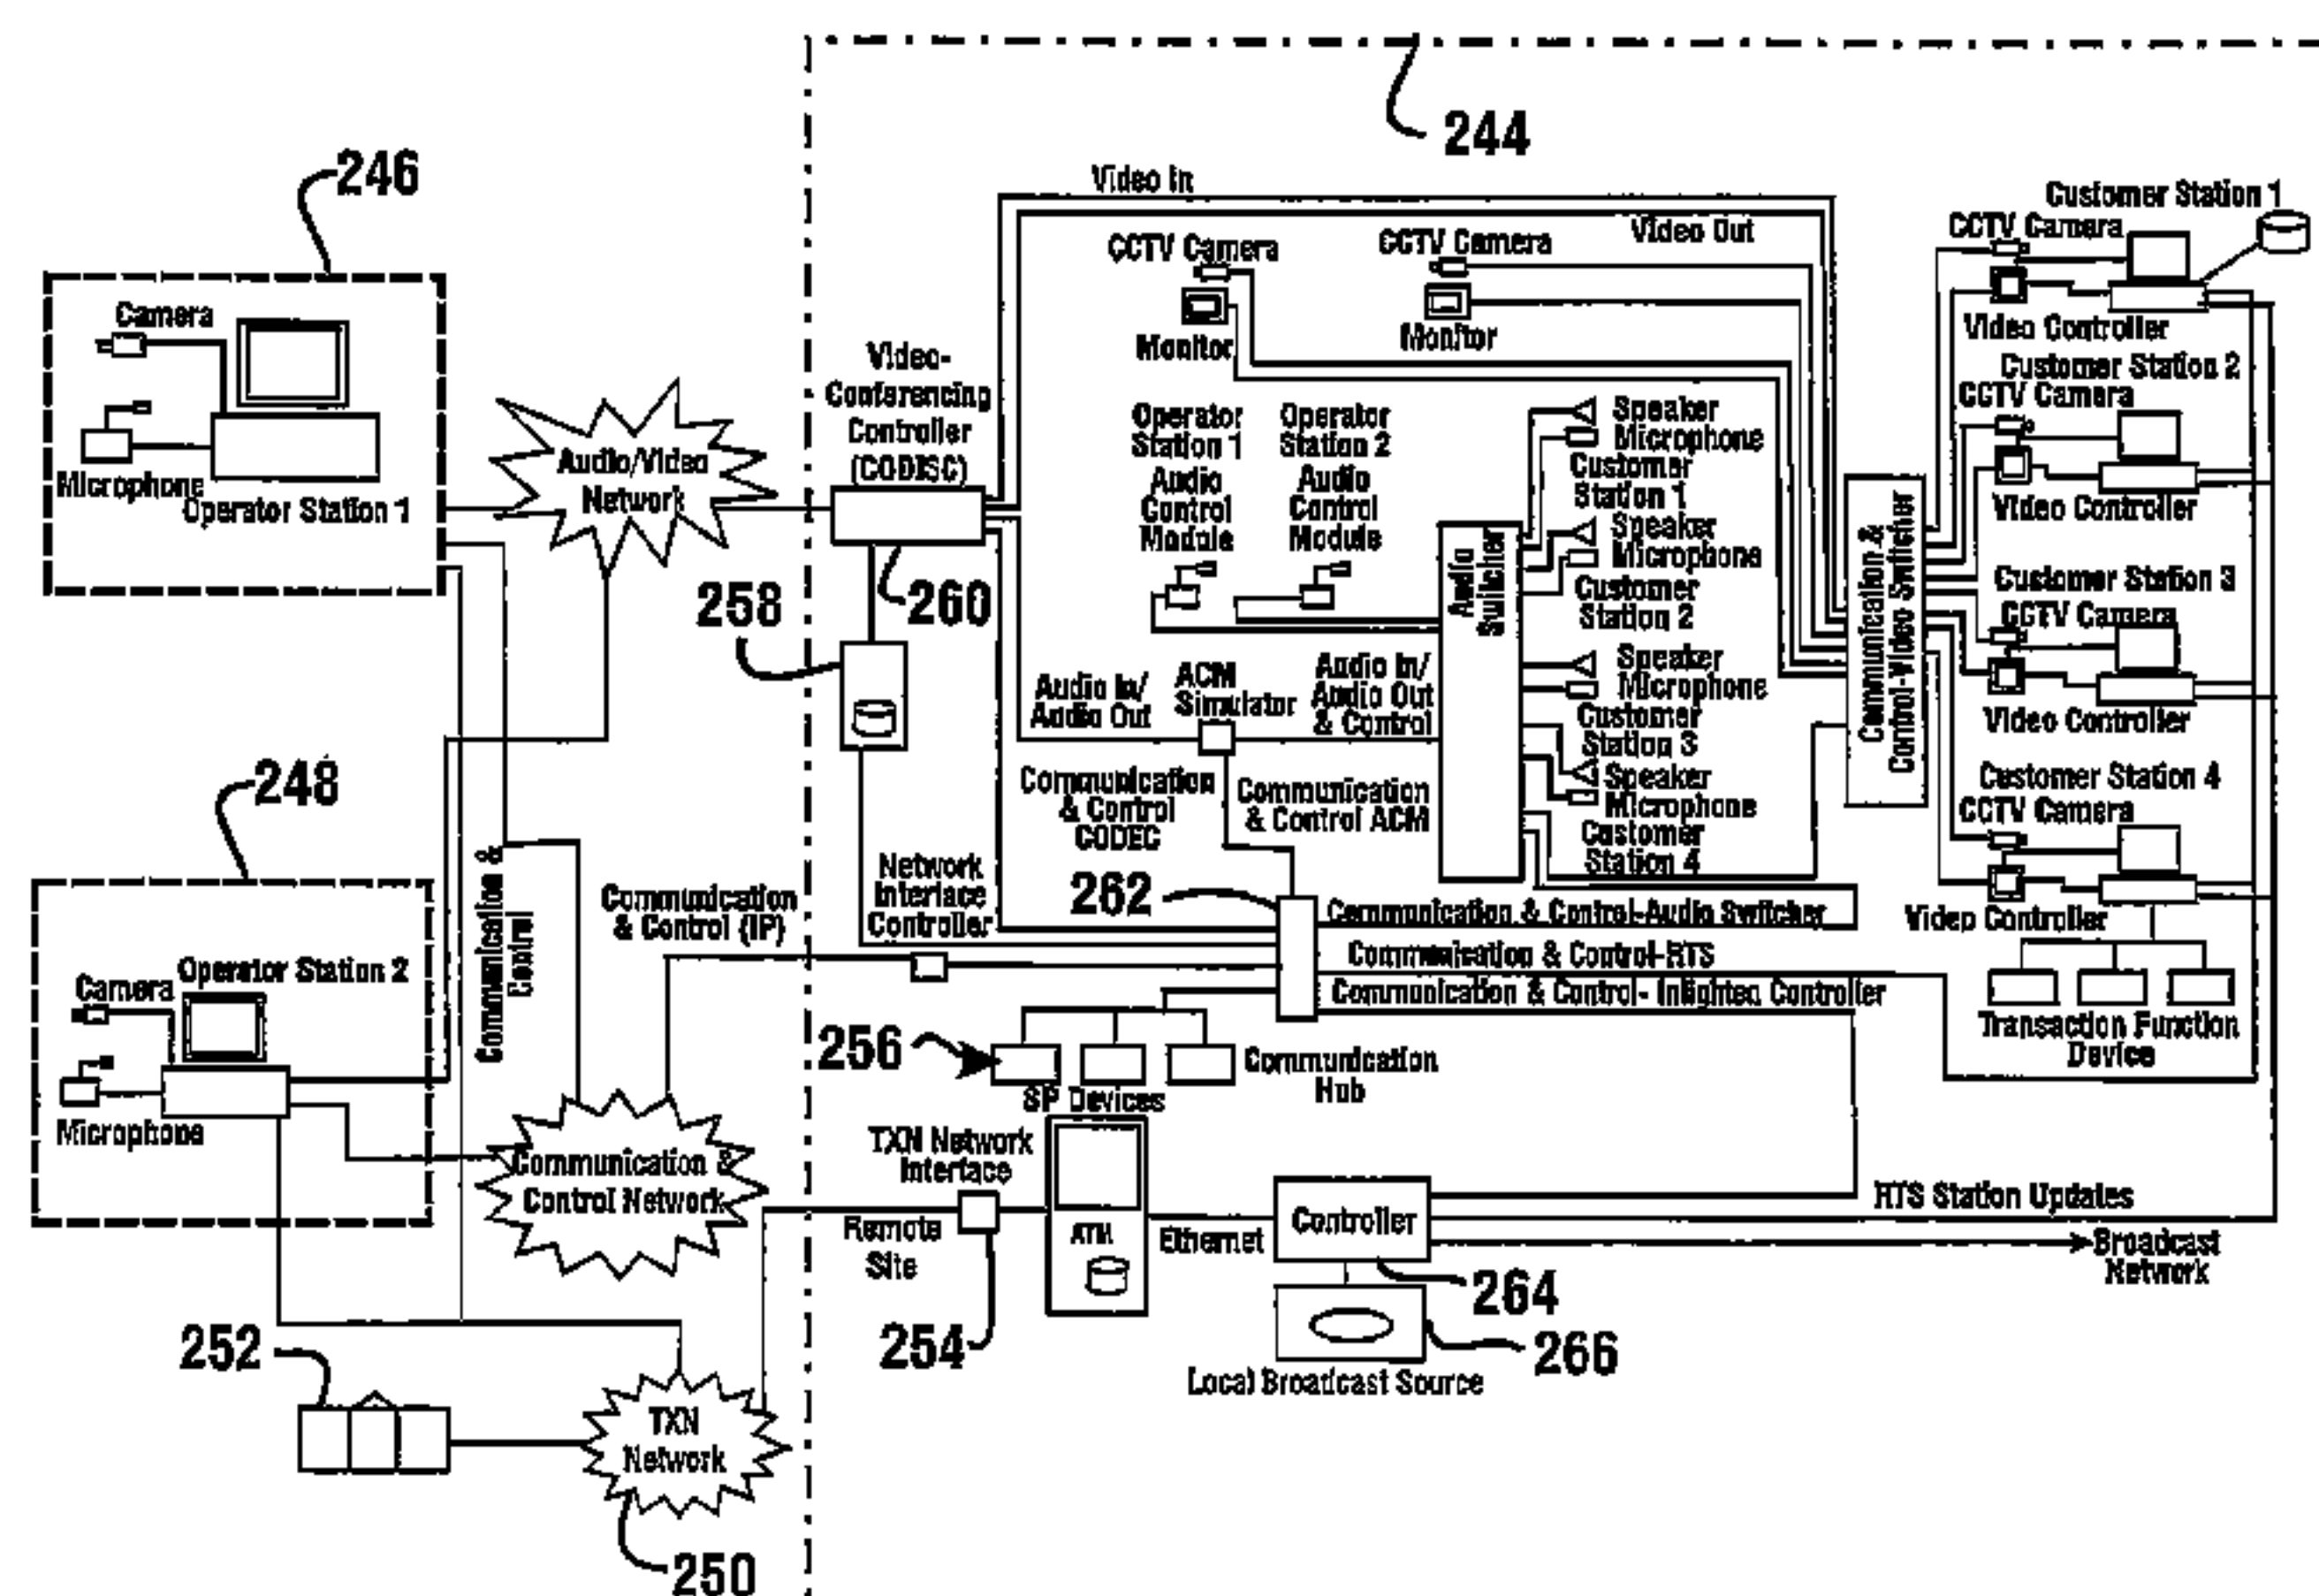 244
246
Camera
Microphone
Operator Station 1
Audio/Video
Network
248
Operator Station 2
Camera
Microphone
Communication &
Control
Communication
& Control (IP)
Communication &
Control Network
252
TXN
Network
250
Video-
Conferencing
Controller
(CODISC)
258
260
Network
Interface
Controller
Video In
Video Out
CCTV Camera
Monitor
CCTV Camera
Monitor
Operator
Station 1
Audio
Control
Module
Operator
Station 2
Audio
Control
Module
Audio In/
Audio Out
ACM
Simulator
Audio In/
Audio Out
& Control
Communication
& Control
CODEC
Communication
& Control ACM
Audio
Switcher
Speaker
Microphone
Customer
Station 1
Speaker
Microphone
Customer
Station 2
Speaker
Microphone
Customer
Station 3
Speaker
Microphone
Customer
Station 4
Communication &
Control-Video Switcher
Customer Station 1
CCTV Camera
Video Controller
Customer Station 2
CCTV Camera
Video Controller
Customer Station 3
CCTV Camera
Video Controller
Customer Station 4
CCTV Camera
Video Controller
Transaction Function
Device
262
Communication & Control-Audio Switcher
Communication & Control-RTS
Communication & Control- Inlighten Controller
256
SP Devices
Communication
Hub
TXN Network
Interface
Remote
Site
254
ATM
Ethernet
Controller
264
266
Local Broadcast Source
RTS Station Updates
Broadcast
Network